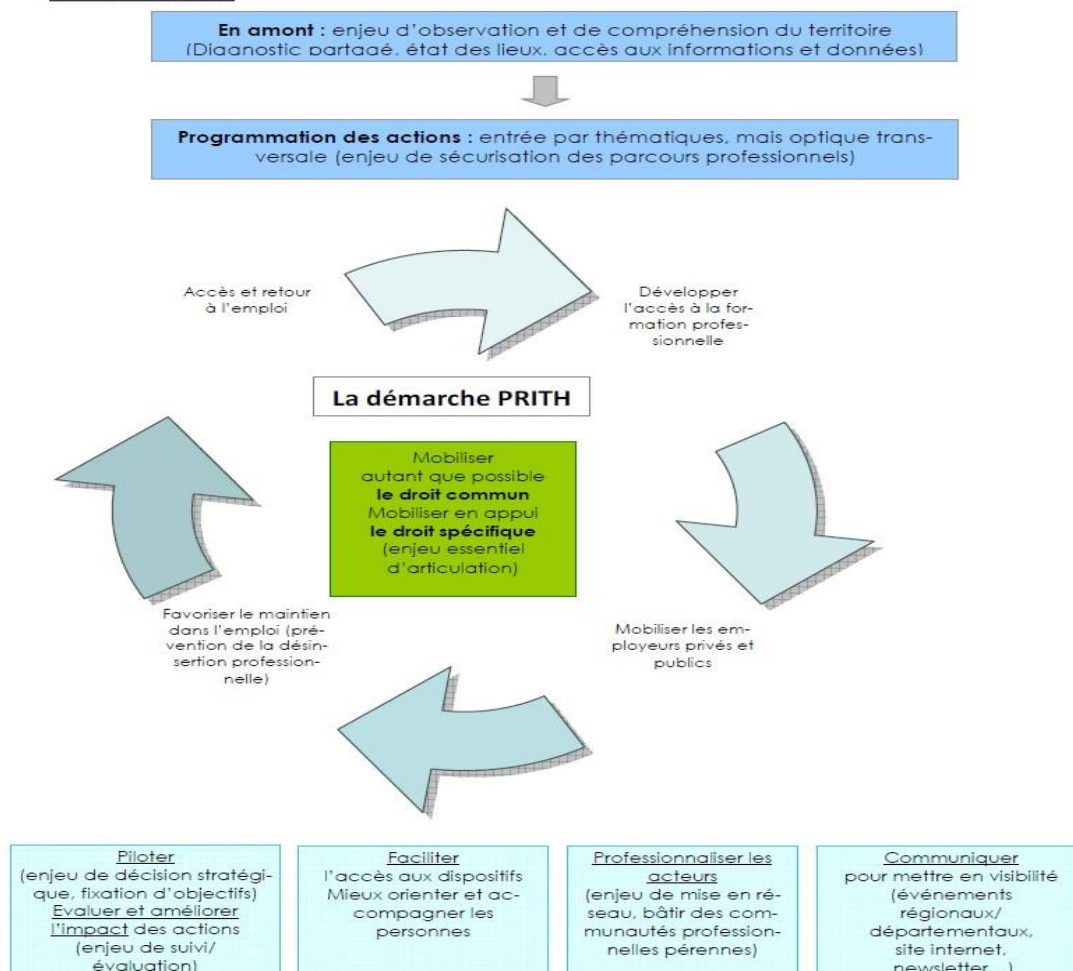 En amont : enjeu d'observation et de compréhension du territoire
(Diagnostic partagé, état des lieux, accès aux informations et données)
Programmation des actions : entrée par thématiques, mais optique trans-
versale (enjeu de sécurisation des parcours professionnels)
Accès et retour
à l'emploi
Développer
l'accès à la for-
mation profes-
sionnelle
La démarche PRITH
Mobiliser
autant que possible
le droit commun
Mobiliser en appui
le droit spécifique
(enjeu essentiel
d'articulation)
Favoriser le maintien
dans l'emploi (pré-
vention de la désin-
sertion profession-
nelle)
Mobiliser les em-
ployeurs privés et
publics
Piloter
(enjeu de décision stratégi-
que, fixation d'objectifs)
Evaluer et améliorer
l'impact des actions
(enjeu de suivi/
évaluation)
Faciliter
l'accès aux dispositifs
Mieux orienter et ac-
compagner les
personnes
Professionnaliser les
acteurs
(enjeu de mise en ré-
seau, bâtir des com-
munautés profession-
nelles pérennes)
Communiquer
pour mettre en visibilité
(événements
régionaux/
départementaux,
site internet,
newsletter...)